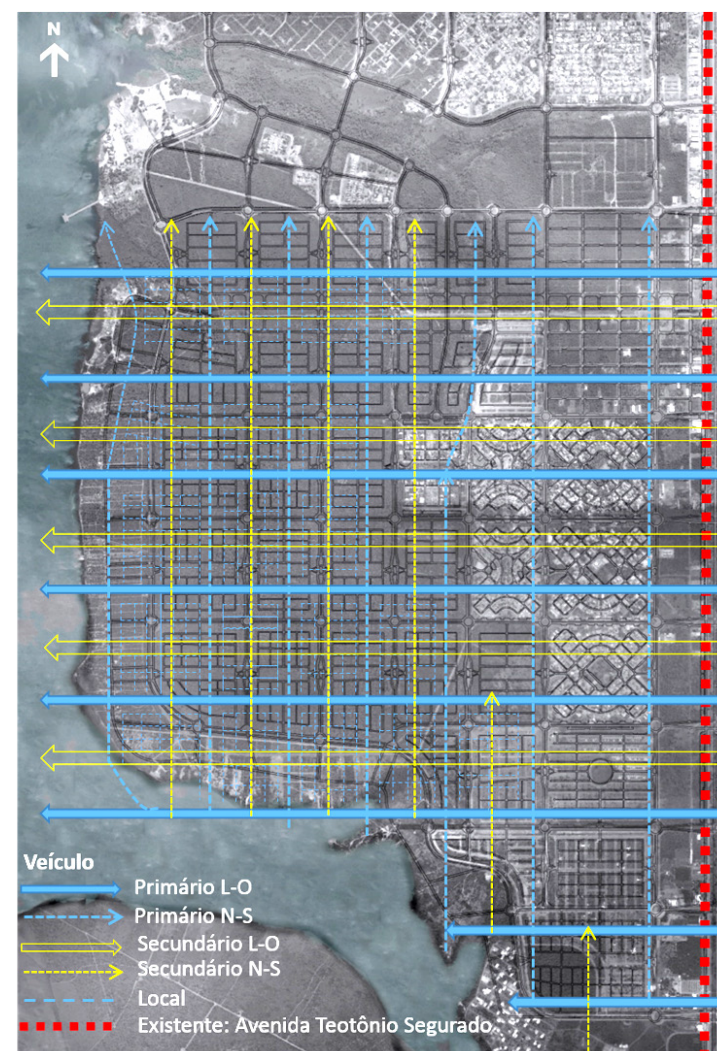 N
Veículo
Primário L-O
Primário N-S
Secundário L-O
Secundário N-S
Local
Existente: Avenida Teotônio Segurado